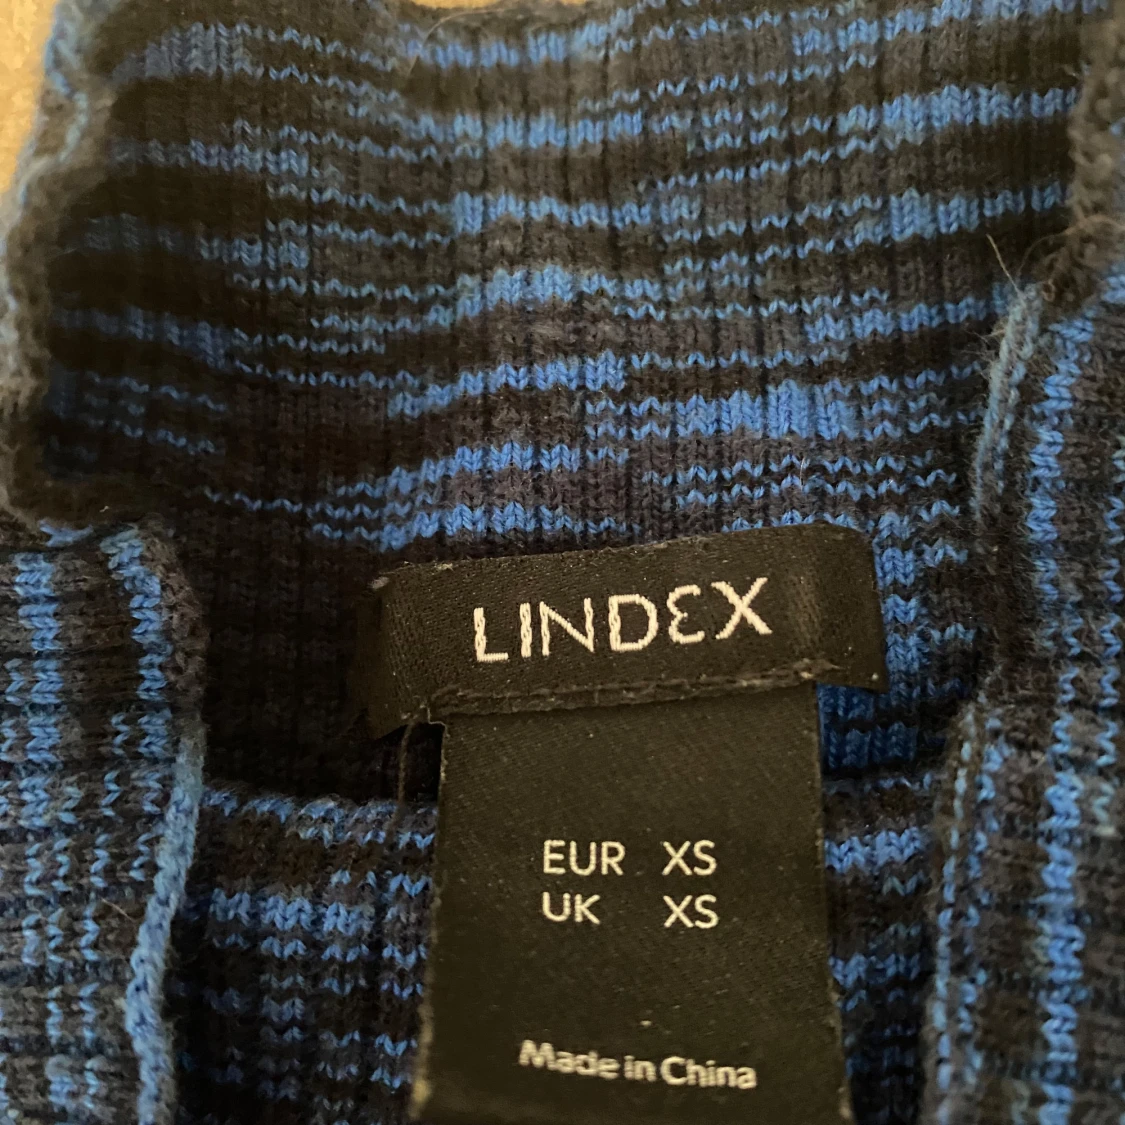 LINDEX
EUR XS
UK XS
Made in China